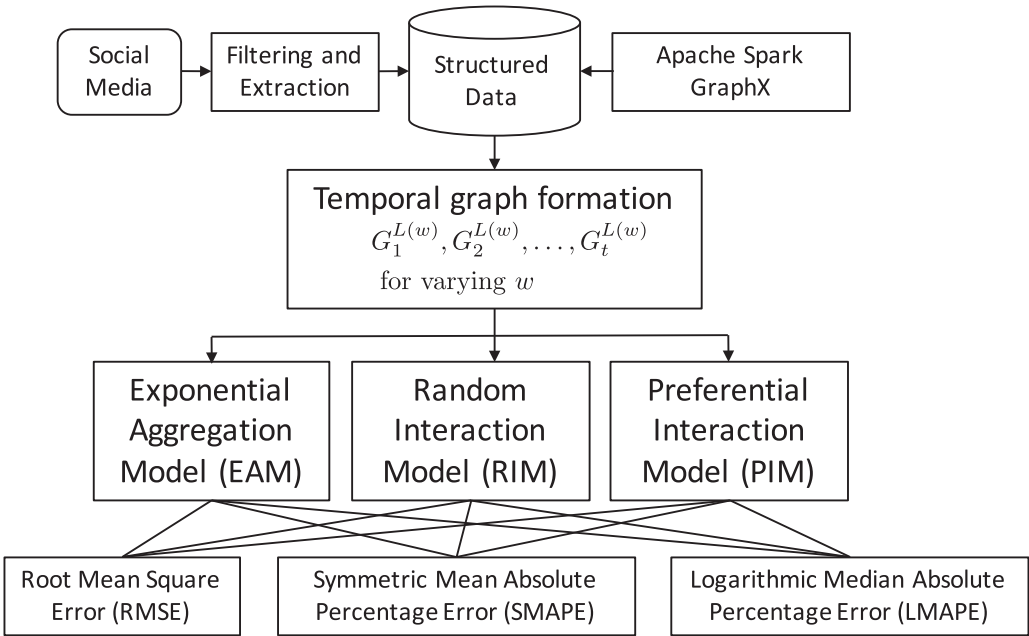 Social
Media
Filtering and
Extraction
Structured
Data
Apache Spark
GraphX
Temporal graph formation
$G_1^{L(w)}, G_2^{L(w)}, \ldots, G_t^{L(w)}$
for varying $w$
Exponential
Aggregation
Model (EAM)
Random
Interaction
Model (RIM)
Preferential
Interaction
Model (PIM)
Root Mean Square
Error (RMSE)
Symmetric Mean Absolute
Percentage Error (SMAPE)
Logarithmic Median Absolute
Percentage Error (LMAPE)